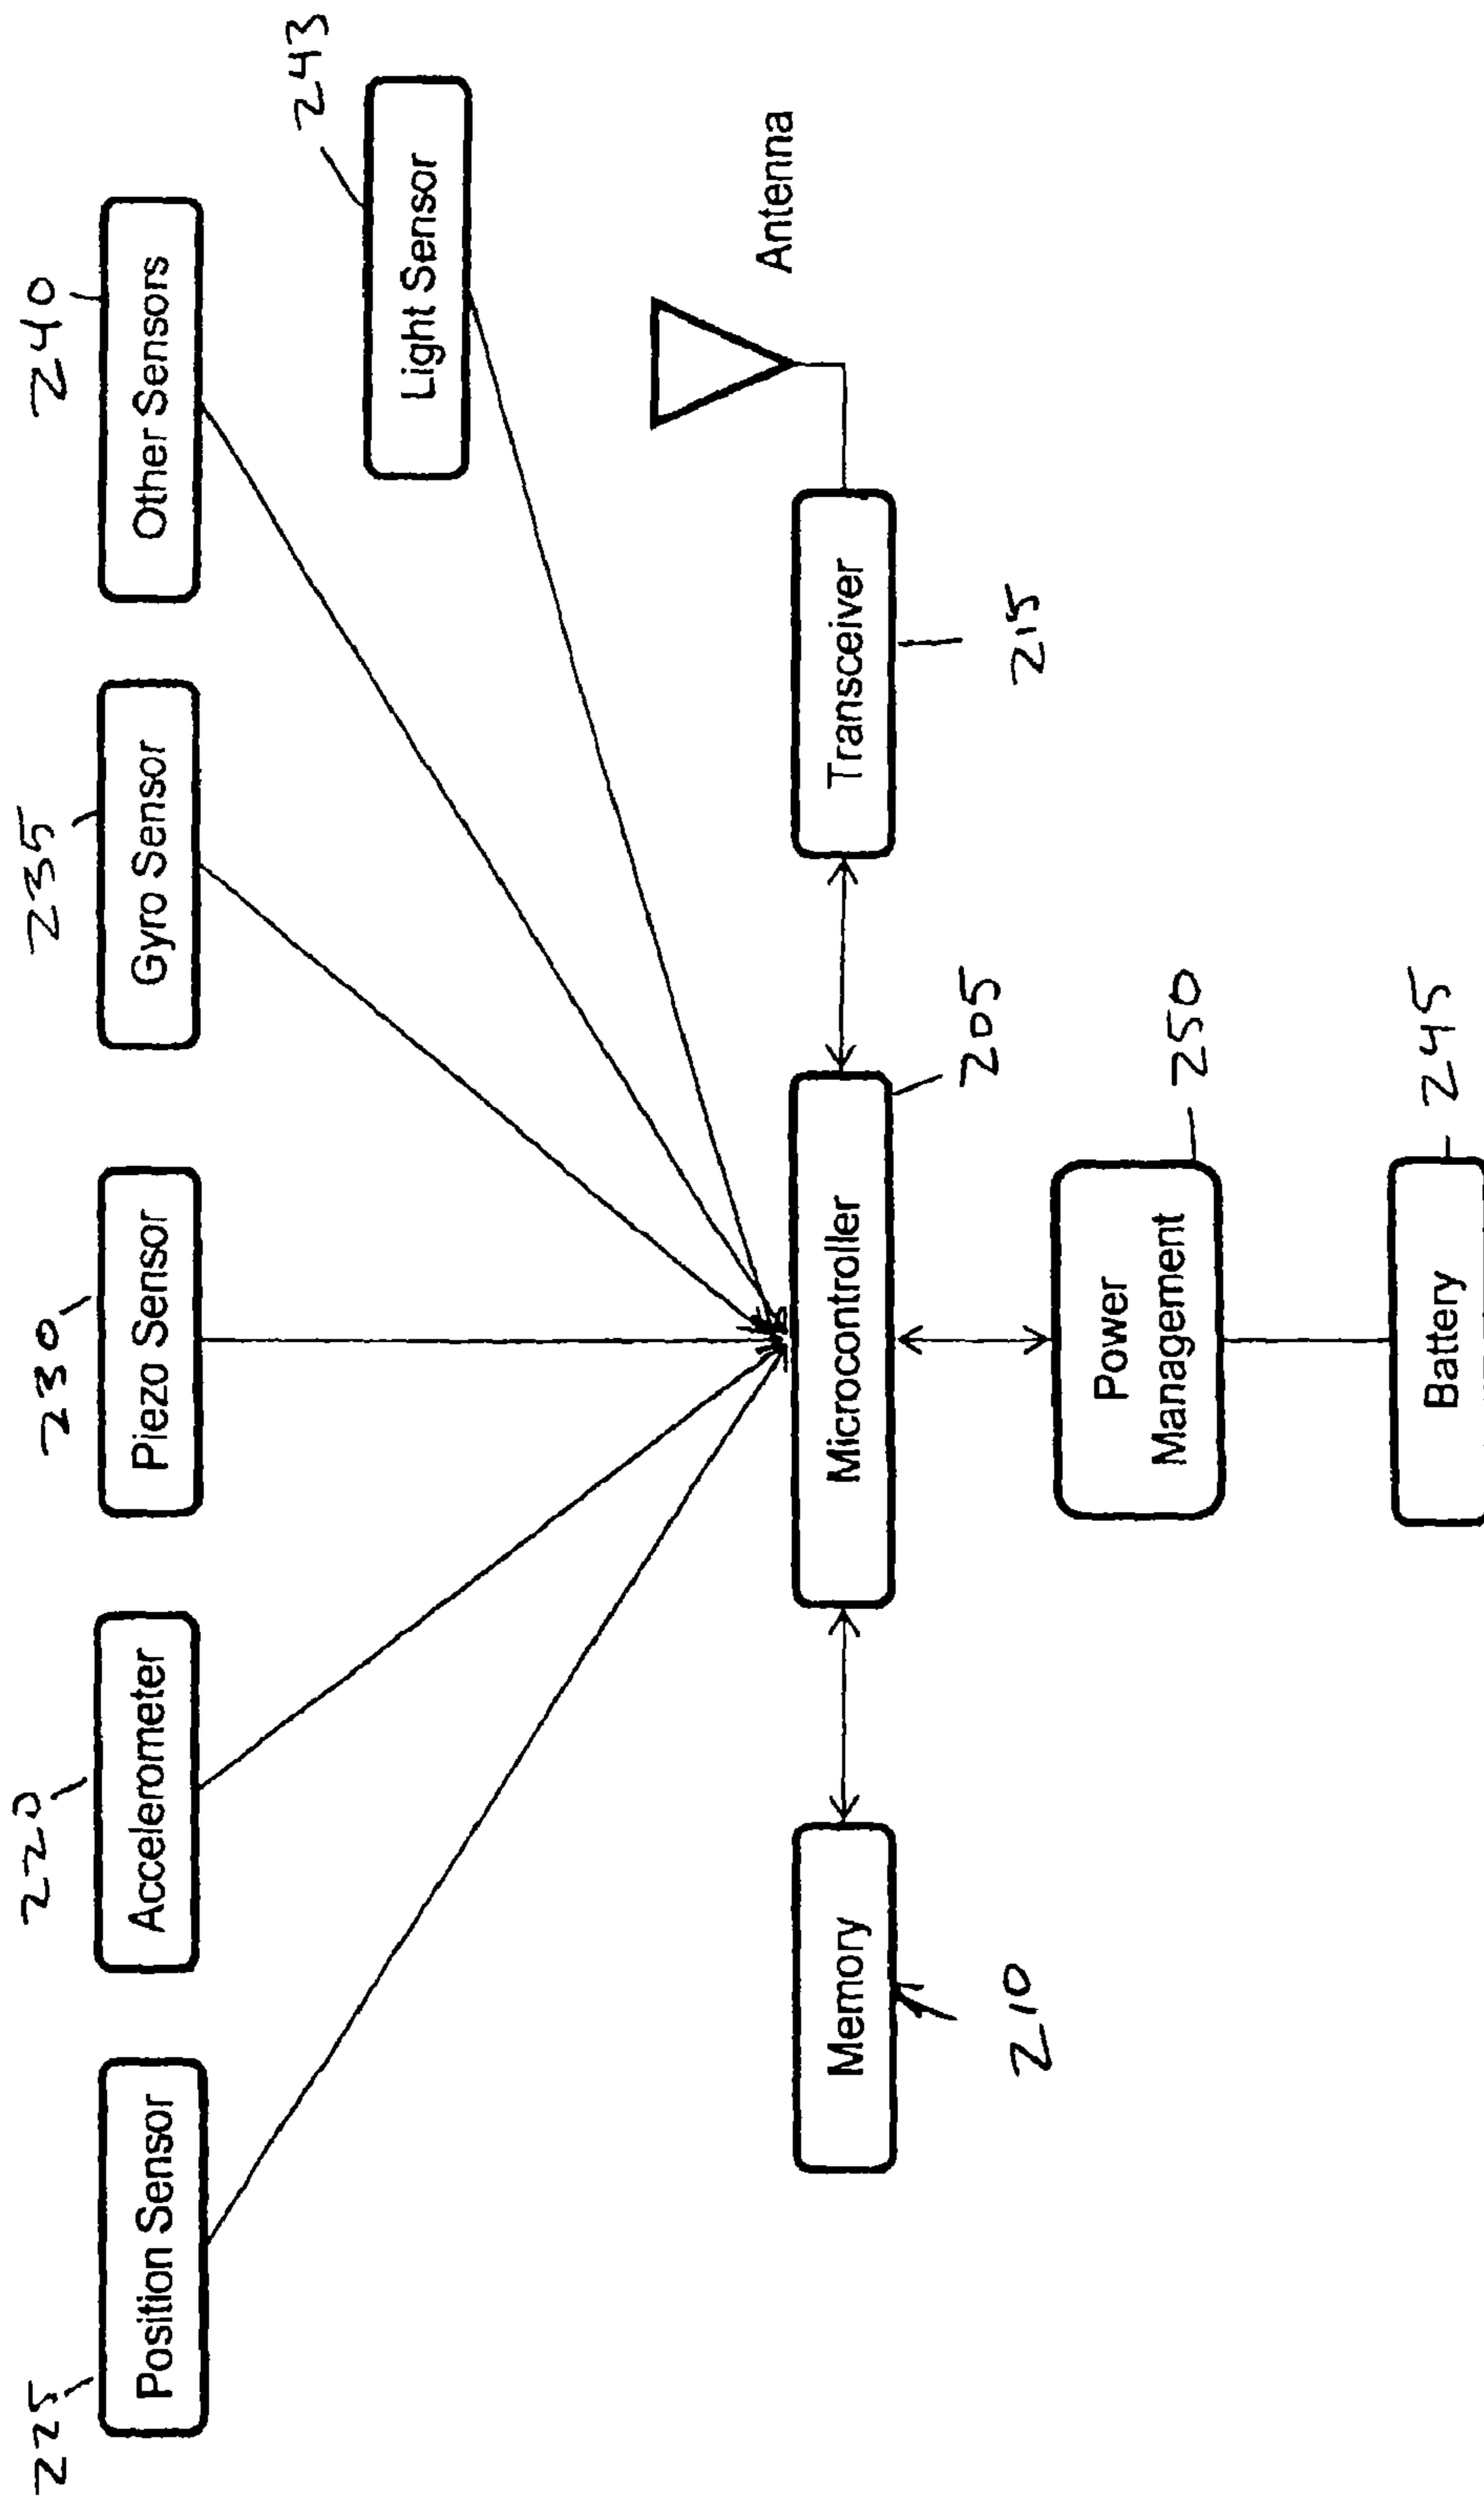 225
220
230
235
240
Position Sensor
Accelerometer
Piezo Sensor
Gyro Sensor
Other Sensors
243
Light Sensor
Antenna
Memory
Microcontroller
Transceiver
210
205
215
Power
Management
250
Battery
245